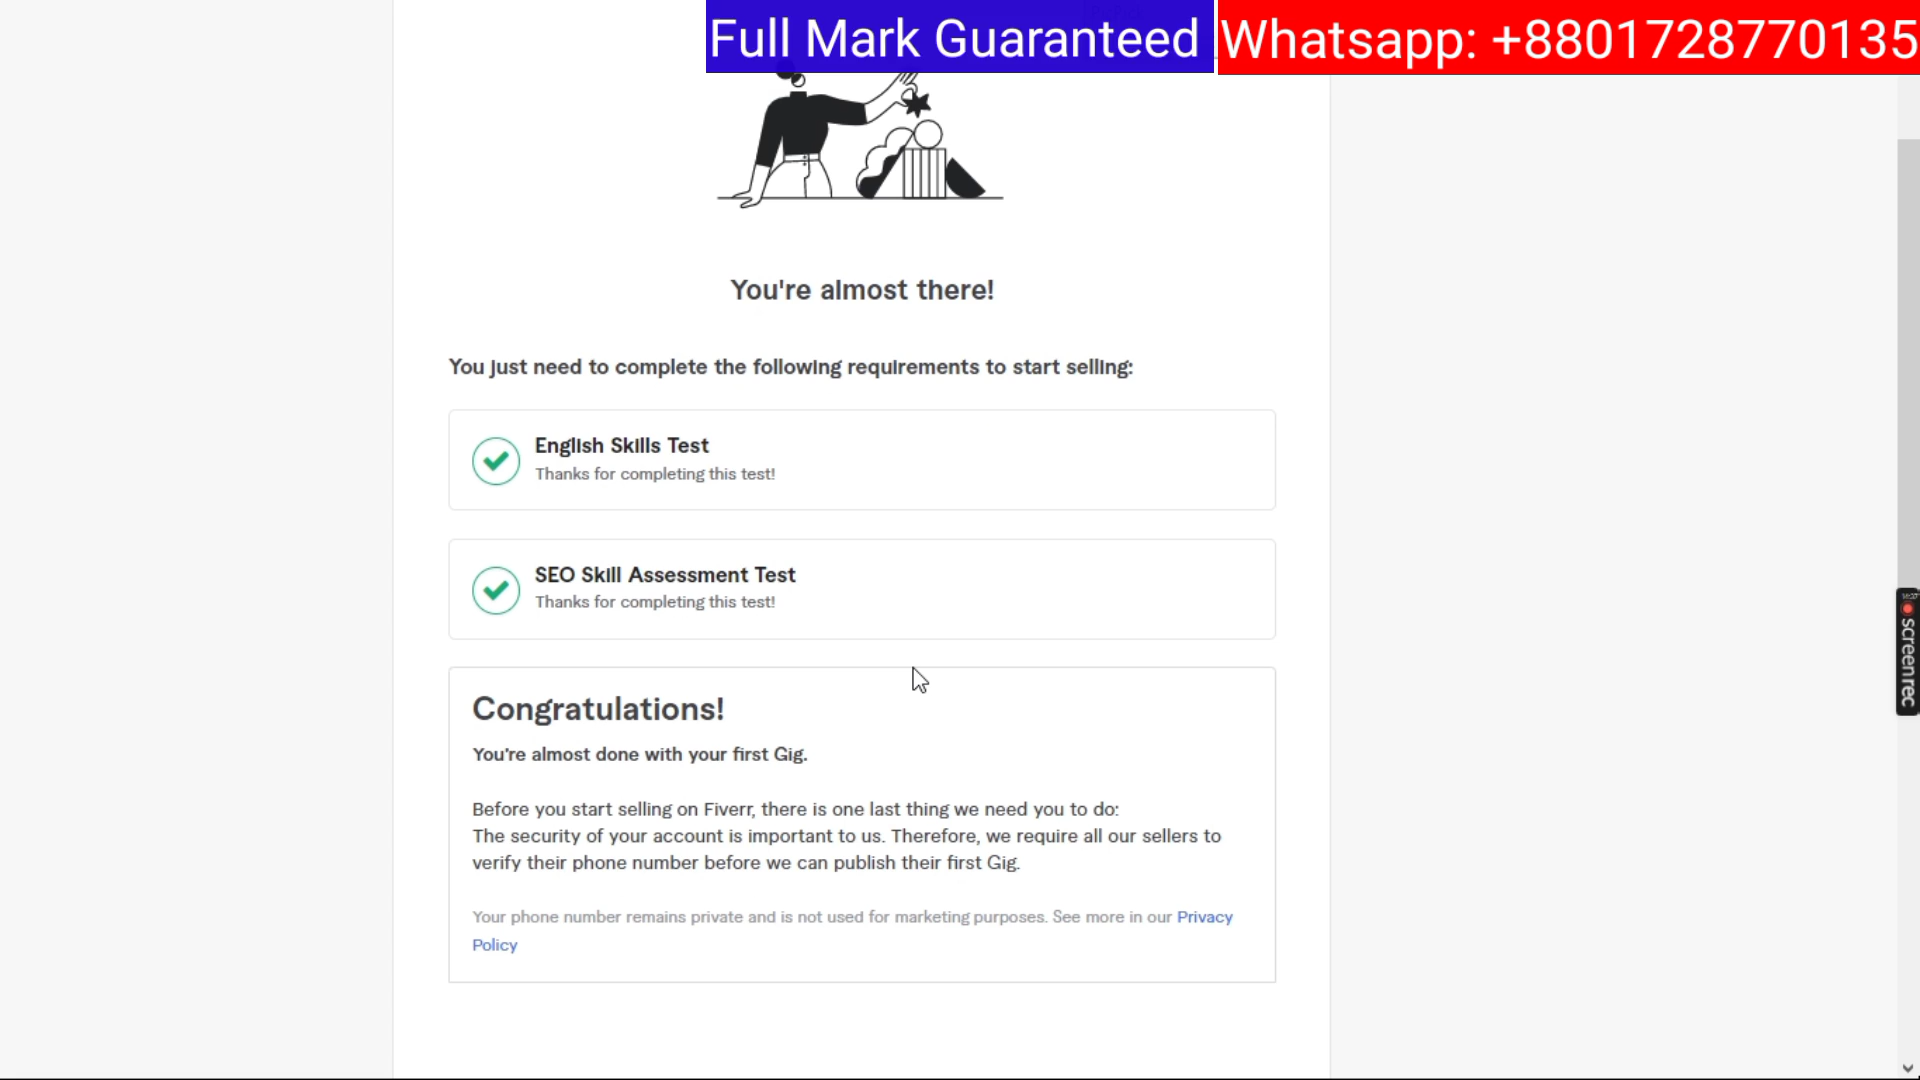 Full Mark Guaranteed
Whatsapp: +8801728770135
You're almost there!
You just need to complete the following requirements to start selling:
English Skills Test
Thanks for completing this test!
SEO Skill Assessment Test
Thanks for completing this test!
screenrec
Congratulations!
You're almost done with your first Gig.
Before you start selling on Fiverr, there is one last thing we need you to do:
The security of your account is important to us. Therefore, we require all our sellers to
verify their phone number before we can publish their first Gig.
Your phone number remains private and is not used for marketing purposes. See more in our Privacy
Policy